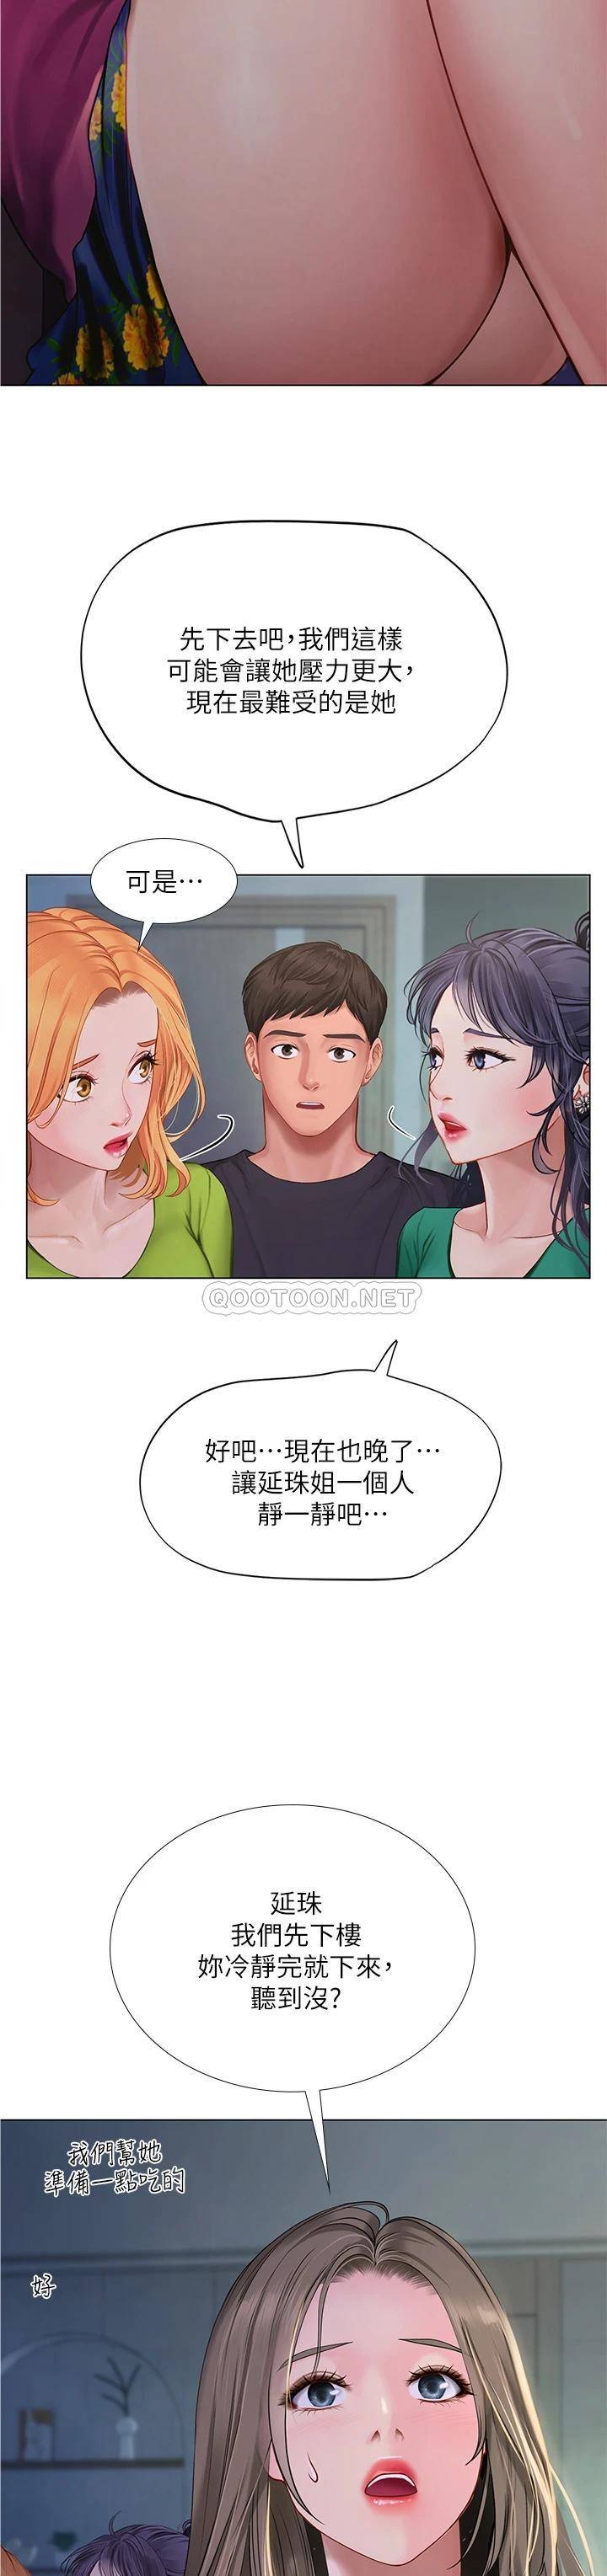 先下去吧，我們這樣
可能會讓她壓力更大，
現在最難受的是她
可是…
QOOTOON.NET
好吧…現在也晚了…
讓延珠姐一個人
靜一靜吧…
延珠
我們先下樓
妳冷靜完就下來，
聽到沒?
我們幫她
準備一點吃的
好